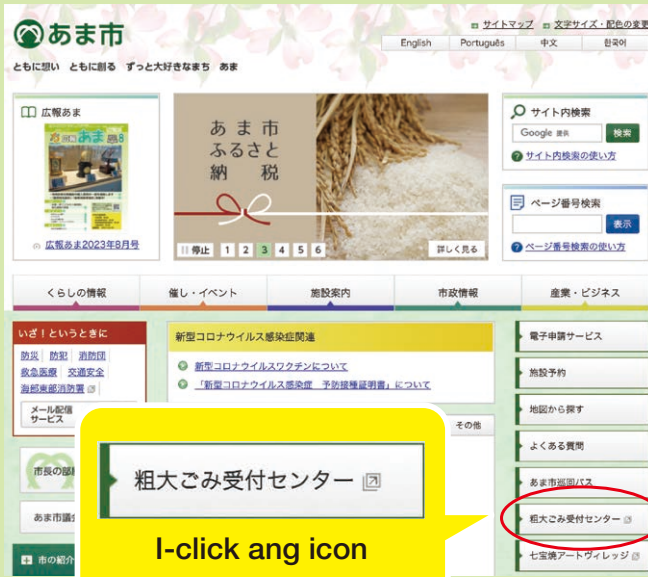 サイトマップ 文字サイズ・配色の変更
あま市
English Português 中文 한국어
ともに想い ともに創る ずっと大好きなまち あま
広報あま
広報あま2023年8月号
あま市
ふるさと
納税
停止 1 2 3 4 5 6 詳しく見る
サイト内検索
Google 提供 検索
サイト内検索の使い方
ページ番号検索
表示
ページ番号検索の使い方
くらしの情報 催し・イベント 施設案内 市政情報 産業・ビジネス
いざ!というときに
防災 防犯 消防団
救急医療 交通安全
海部東部消防署
メール配信
サービス
市長の部
あま市議
市の紹介
新型コロナウイルス感染症関連
新型コロナウイルスワクチンについて
「新型コロナウイルス感染症 予防接種証明書」について
その他
粗大ごみ受付センター
I-click ang icon
電子申請サービス
施設予約
地図から探す
よくある質問
あま市巡回バス
粗大ごみ受付センター
七宝焼アートヴィレッジ